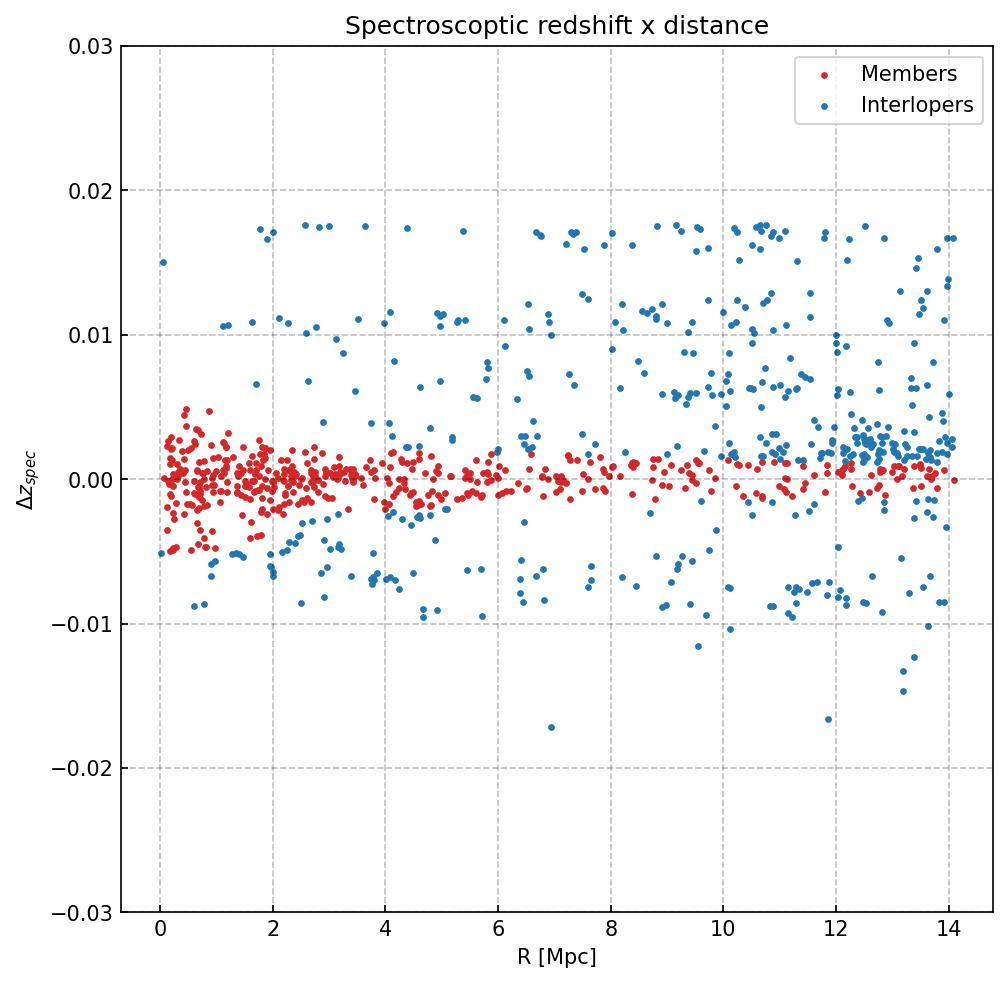 Spectroscoptic redshift x distance
Members
Interlopers
0.03
0.02
0.01
0.00
−0.01
−0.02
−0.03
Δz_spec
0 2 4 6 8 10 12 14
R [Mpc]